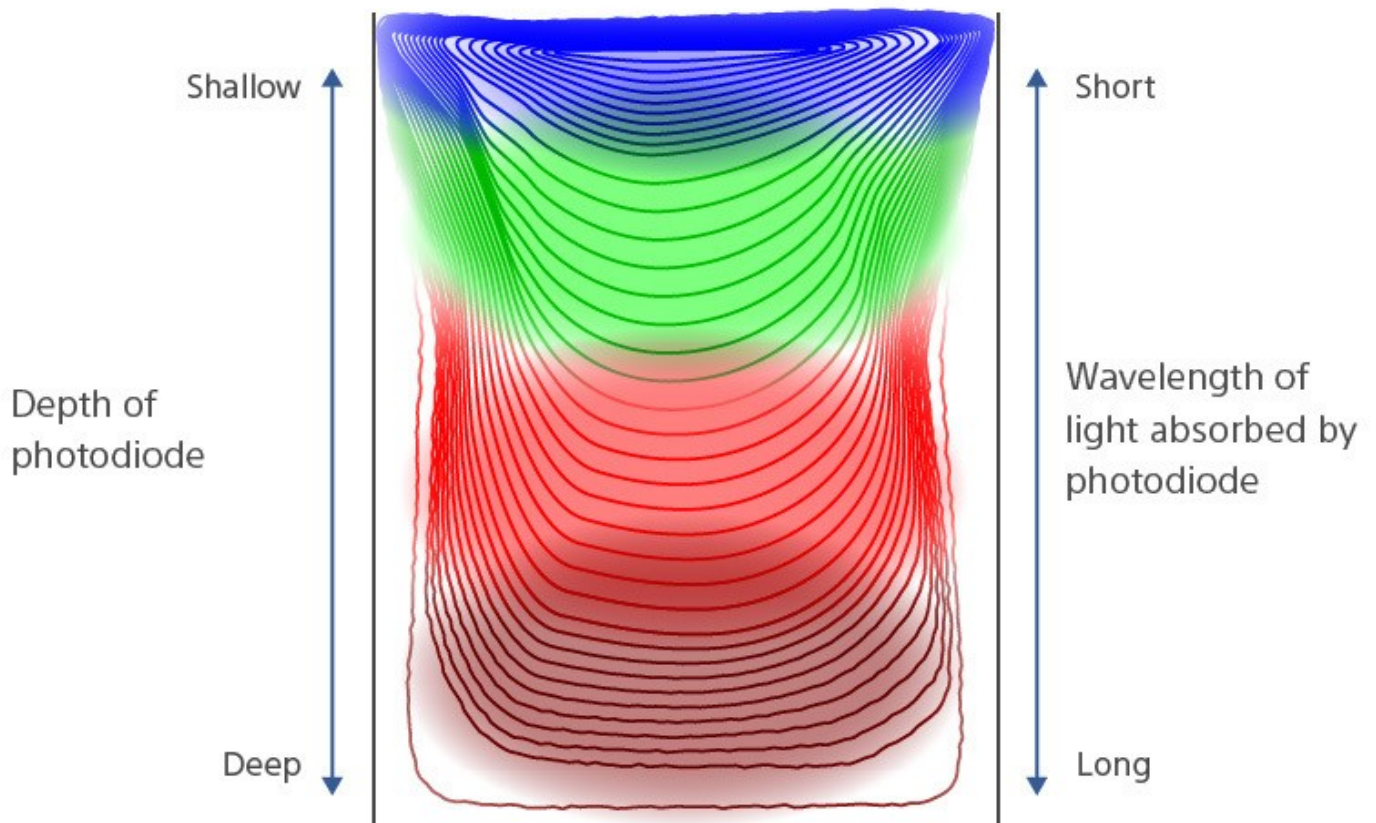 Shallow
Short
Depth of
photodiode
Wavelength of
light absorbed by
photodiode
Deep
Long